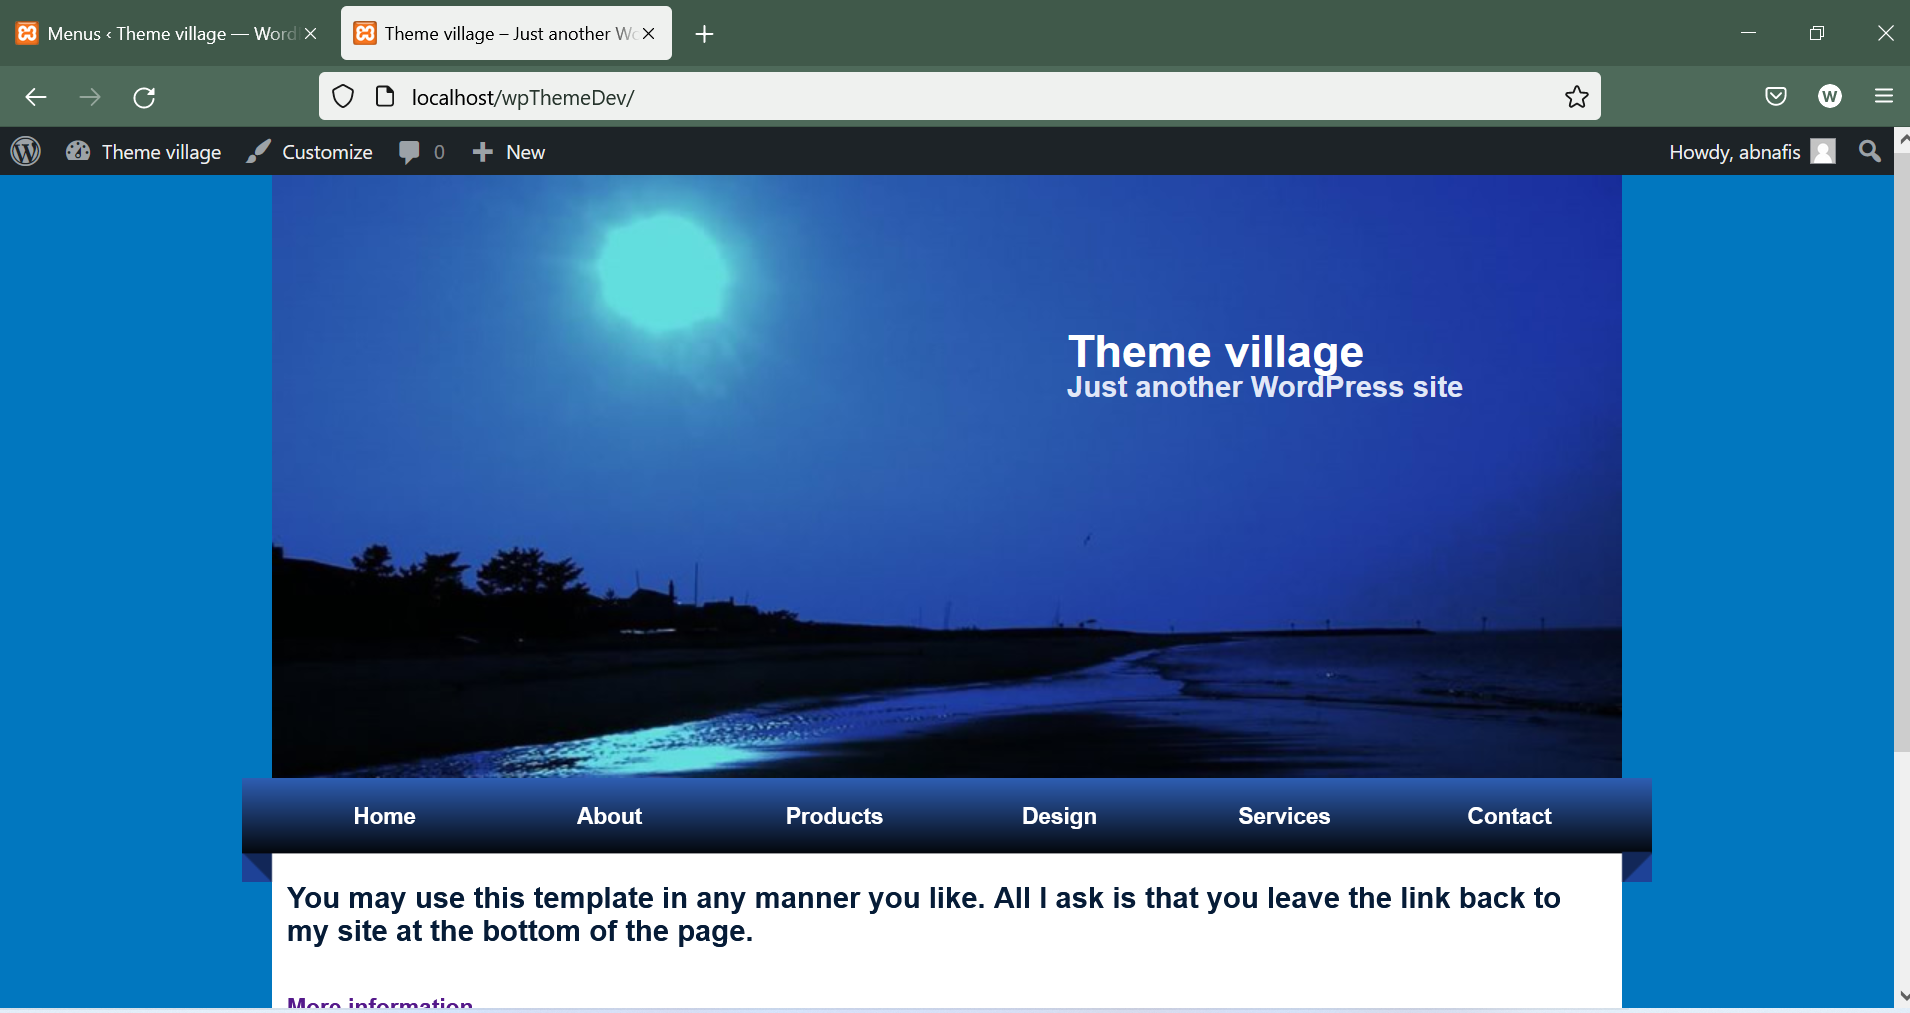 Menus ‹ Theme village — Word
Theme village – Just another Wo
localhost/wpThemeDev/
W
Theme village
Customize
0
New
Howdy, abnafis
Theme village
Just another WordPress site
Home
About
Products
Design
Services
Contact
You may use this template in any manner you like. All I ask is that you leave the link back to
my site at the bottom of the page.
More information